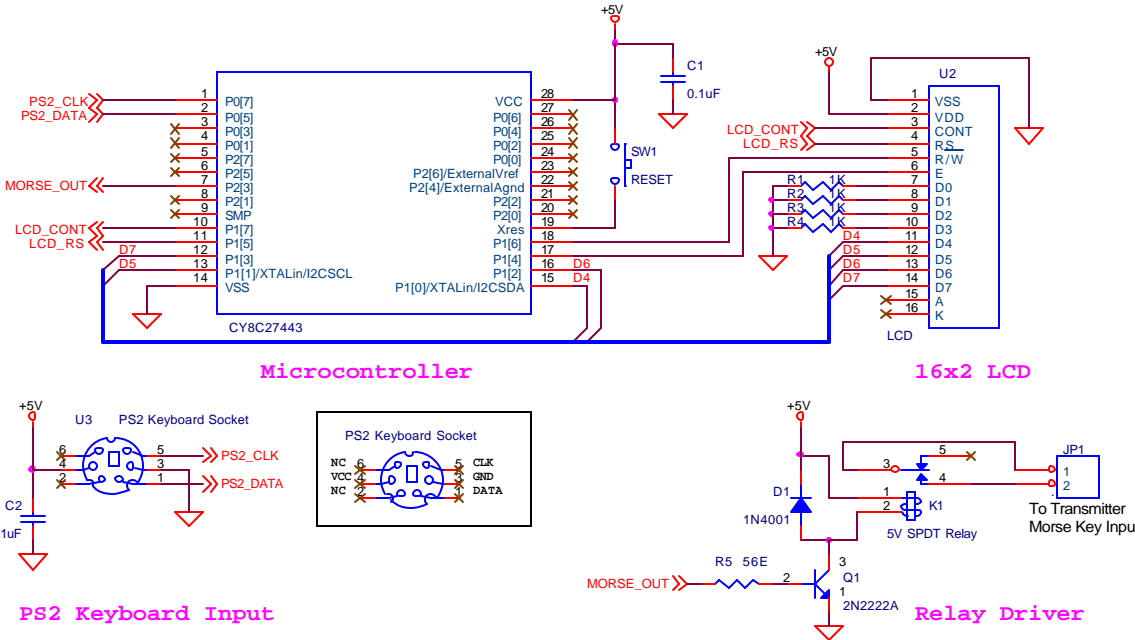 +5V
+5V
C1
0.1uF
SW1
RESET
PS2_CLK
PS2_DATA
MORSE_OUT
LCD_CONT
LCD_RS
D7
D5
1 P0[7]
2 P0[5]
3 P0[3]
4 P0[1]
5 P2[7]
6 P2[5]
7 P2[3]
8 P2[1]
9 SMP
10 P1[7]
11 P1[5]
12 P1[3]
13 P1[1]/XTALin/I2CSCL
14 VSS
VCC 28
P0[6] 27
P0[4] 26
P0[2] 25
P0[0] 24
P2[6]/ExternalVref 23
P2[4]/ExternalAgnd 22
P2[2] 21
P2[0] 20
Xres 19
P1[6] 18
P1[4] 17
P1[2] 16
P1[0]/XTALin/I2CSDA 15
D6
D4
CY8C27443
Microcontroller
U2
LCD_CONT
LCD_RS
R1 1K
R2 1K
R3 1K
R4 1K
D4
D5
D6
D7
1 VSS
2 VDD
3 CONT
4 RS
5 R/W
6 E
7 D0
8 D1
9 D2
10 D3
11 D4
12 D5
13 D6
14 D7
15 A
16 K
LCD
16x2 LCD
+5V
U3 PS2 Keyboard Socket
6 5 PS2_CLK
4 3
2 1 PS2_DATA
C2
1uF
PS2 Keyboard Input
PS2 Keyboard Socket
NC 6 5 CLK
VCC 4 3 GND
NC 2 1 DATA
+5V
D1
1N4001
3
5
4
1
2
K1
5V SPDT Relay
JP1
1
2
To Transmitter
Morse Key Inpu
MORSE_OUT
R5 56E
2
3
Q1
1
2N2222A
Relay Driver